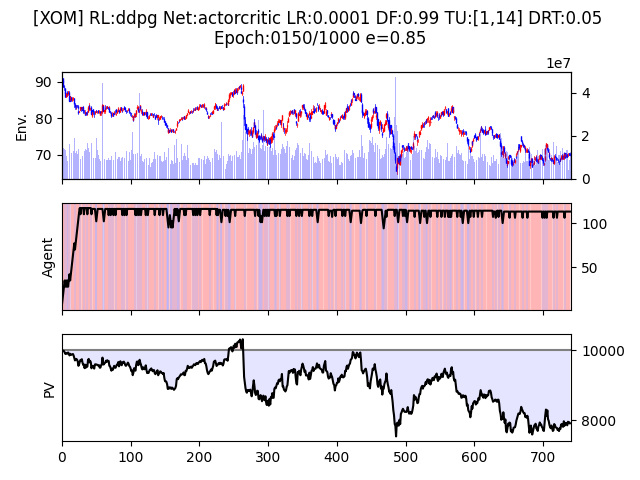 [XOM] RL:ddpg Net:actorcritic LR:0.0001 DF:0.99 TU:[1,14] DRT:0.05
Epoch:0150/1000 e=0.85
1e7
90
80
70
Env.
4
2
0
Agent
100
50
PV
10000
8000
0 100 200 300 400 500 600 700